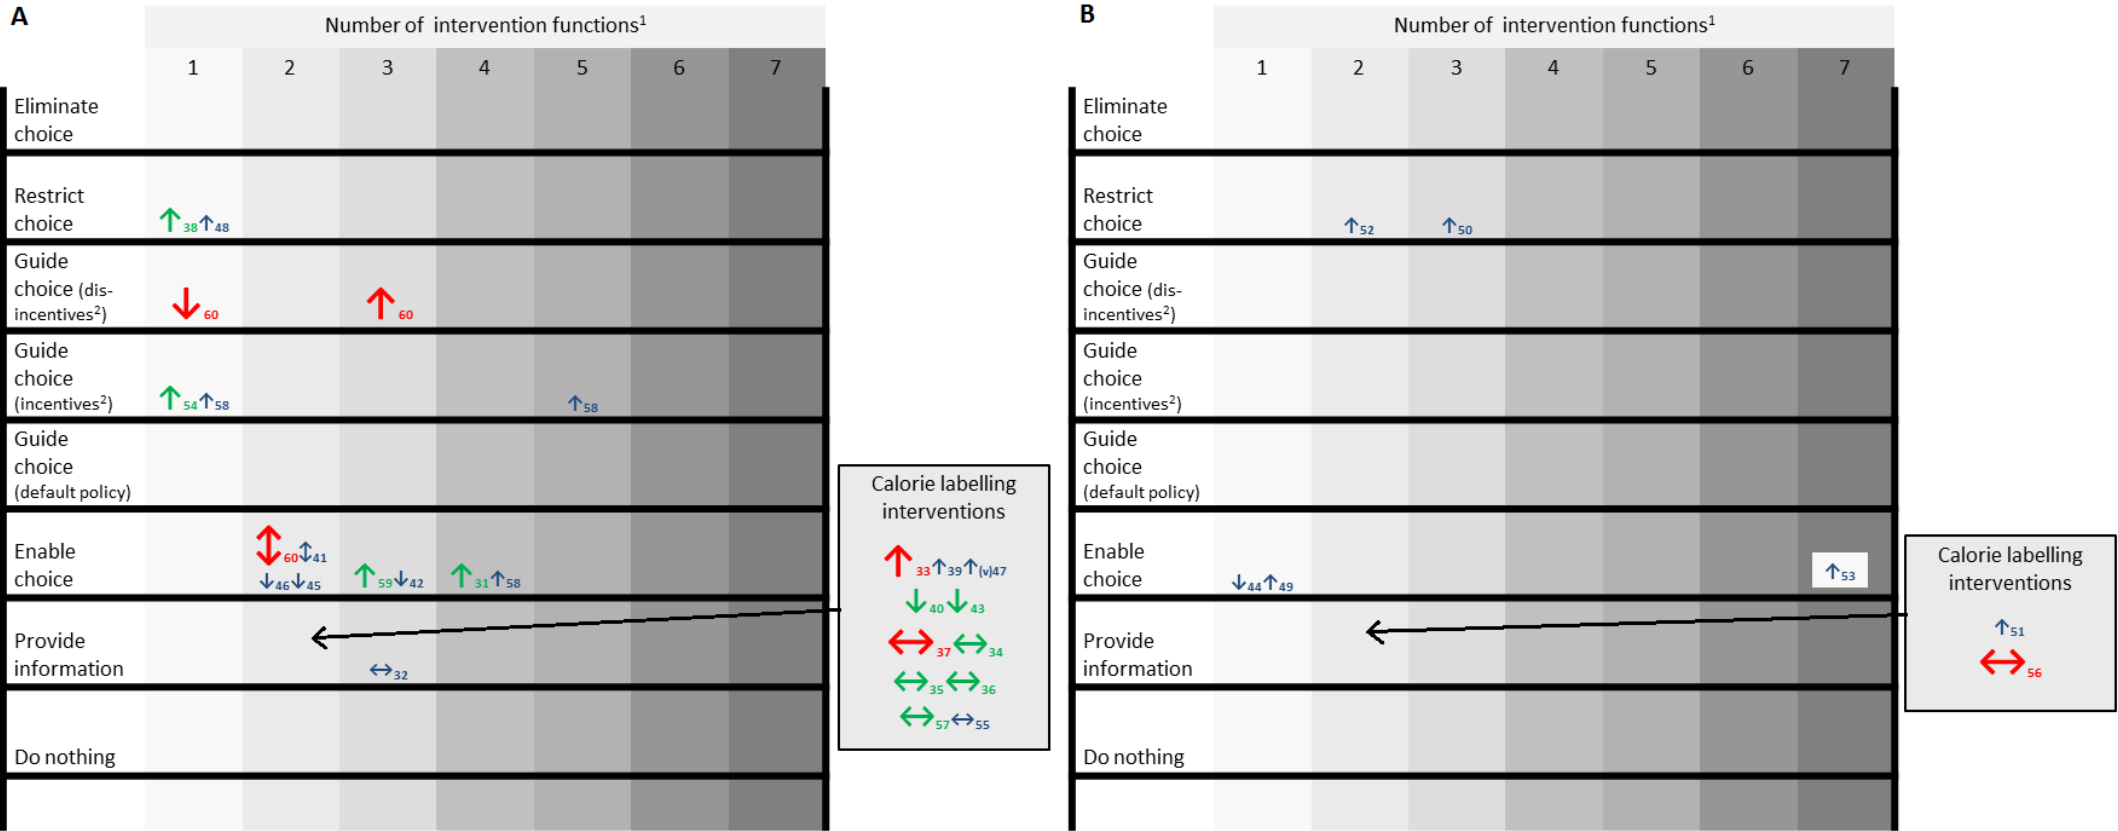 A
Number of intervention functions1
1 2 3 4 5 6 7
Eliminate
choice
Restrict
choice
↑38 ↑48
Guide
choice (dis-
incentives2)
↓60 ↑60
Guide
choice
(incentives2)
↑54 ↑58 ↑58
Guide
choice
(default policy)
Enable
choice
↕60 ↕41
↓46 ↓45 ↑59 ↓42 ↑31 ↑58
Provide
information
↔32
Do nothing
Calorie labelling
interventions
↑33 ↑39 ↑(v)47
↓40 ↓43
↔37 ↔34
↔35 ↔36
↔57 ↔55
B
Number of intervention functions1
1 2 3 4 5 6 7
Eliminate
choice
Restrict
choice
↑52 ↑50
Guide
choice (dis-
incentives2)
Guide
choice
(incentives2)
Guide
choice
(default policy)
Enable
choice
↓44 ↑49 ↑53
Provide
information
Do nothing
Calorie labelling
interventions
↑51
↔56